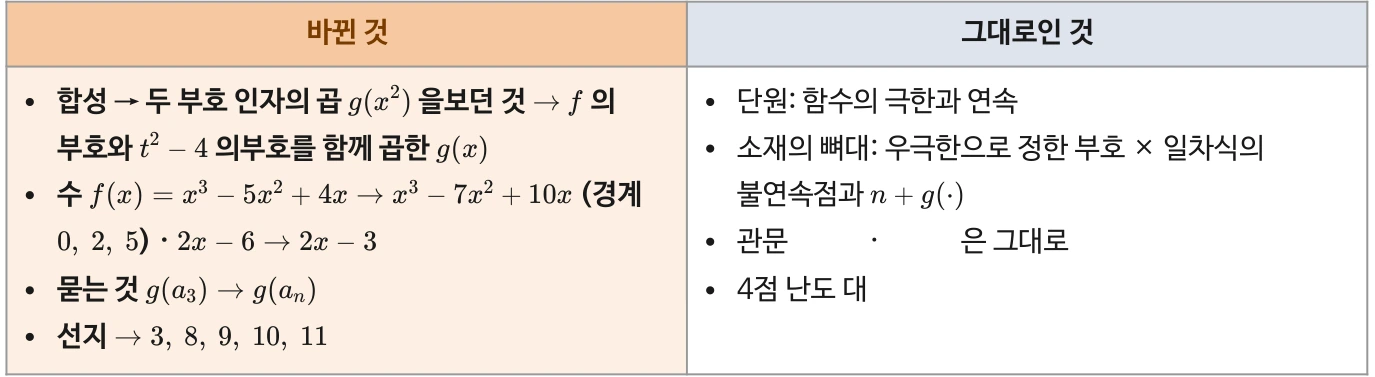 바뀐 것
합성 → 두 부호 인자의 곱 g(x²) 을보던 것 → f 의
부호와 t² − 4 의부호를 함께 곱한 g(x)
수 f(x) = x³ − 5x² + 4x → x³ − 7x² + 10x (경계
0, 2, 5) · 2x − 6 → 2x − 3
묻는 것 g(a₃) → g(aₙ)
선지 → 3, 8, 9, 10, 11
그대로인 것
단원: 함수의 극한과 연속
소재의 뼈대: 우극한으로 정한 부호 × 일차식의
불연속점과 n + g(·)
관문 · 은 그대로
4점 난도 대